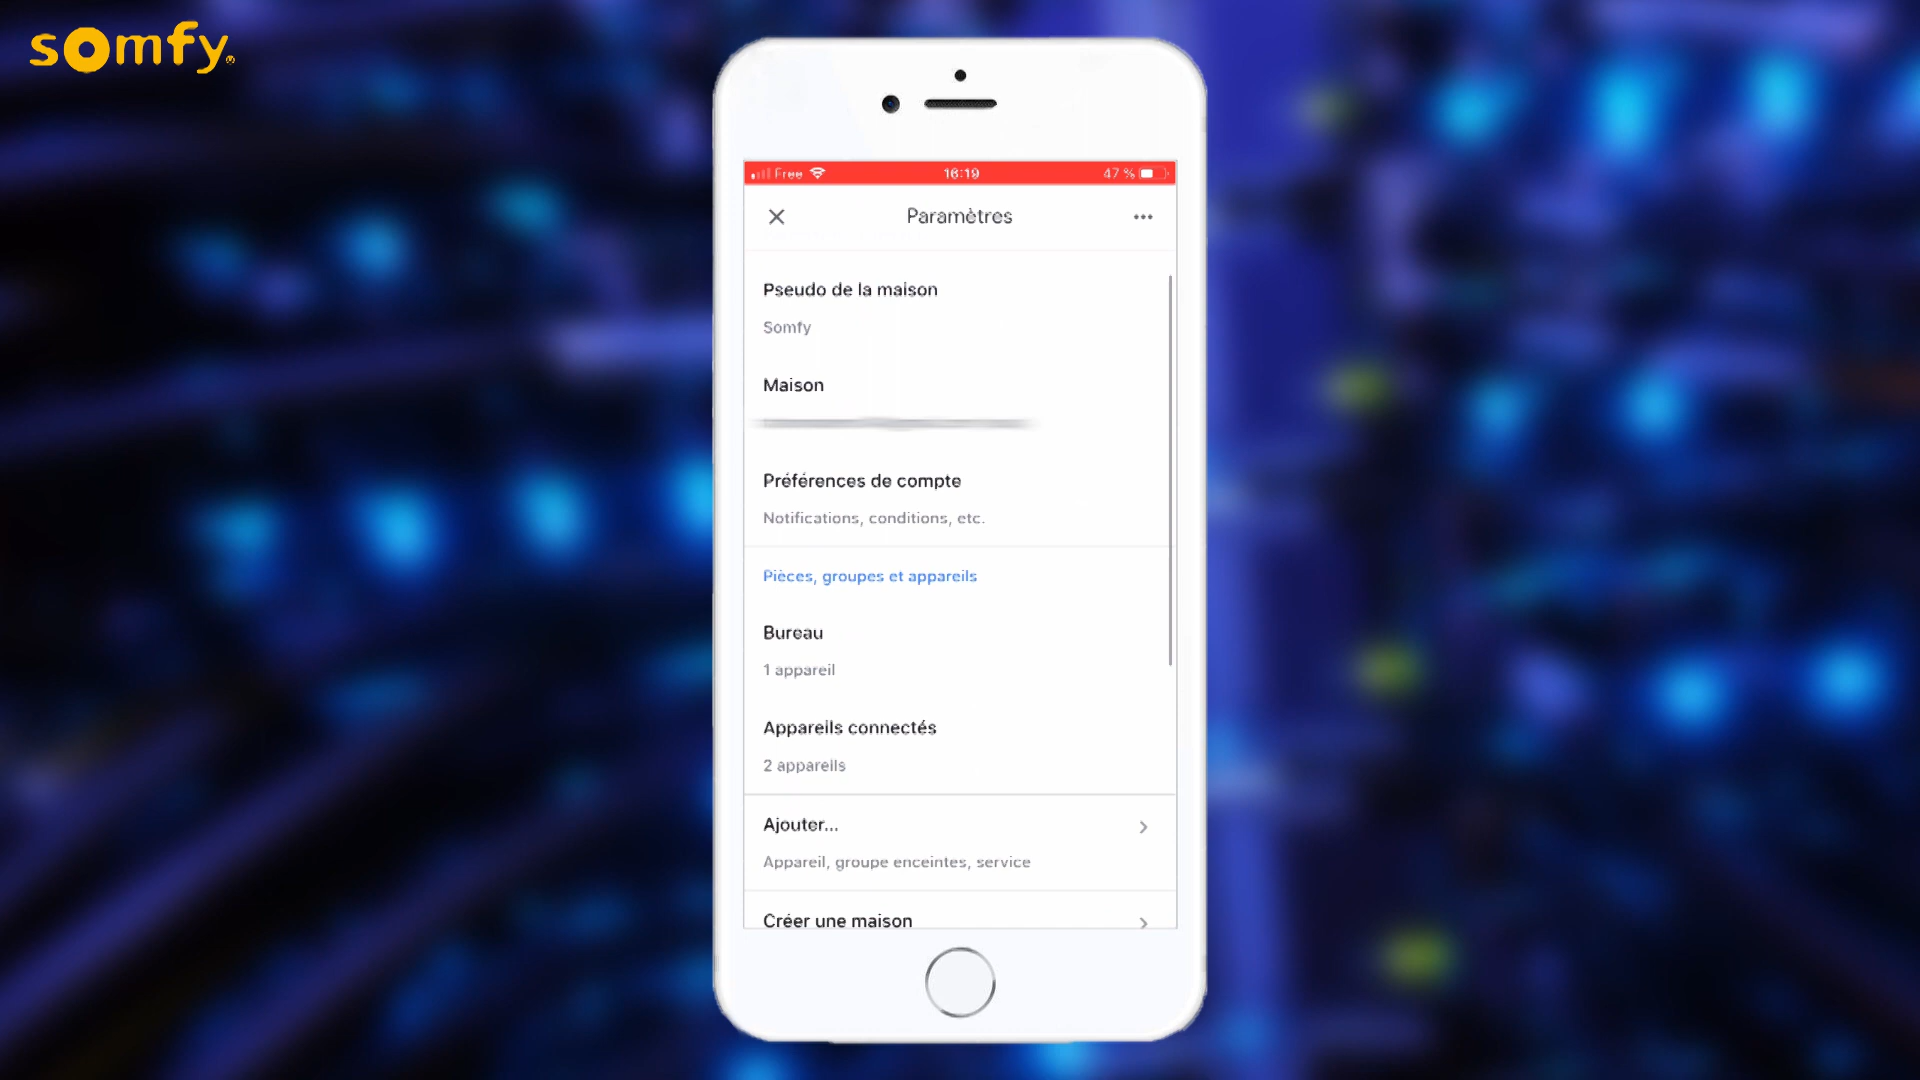 somfy.
Free 16:19 47 %
Paramètres
Pseudo de la maison
Somfy
Maison
Préférences de compte
Notifications, conditions, etc.
Pièces, groupes et appareils
Bureau
1 appareil
Appareils connectés
2 appareils
Ajouter...
Appareil, groupe enceintes, service
Créer une maison